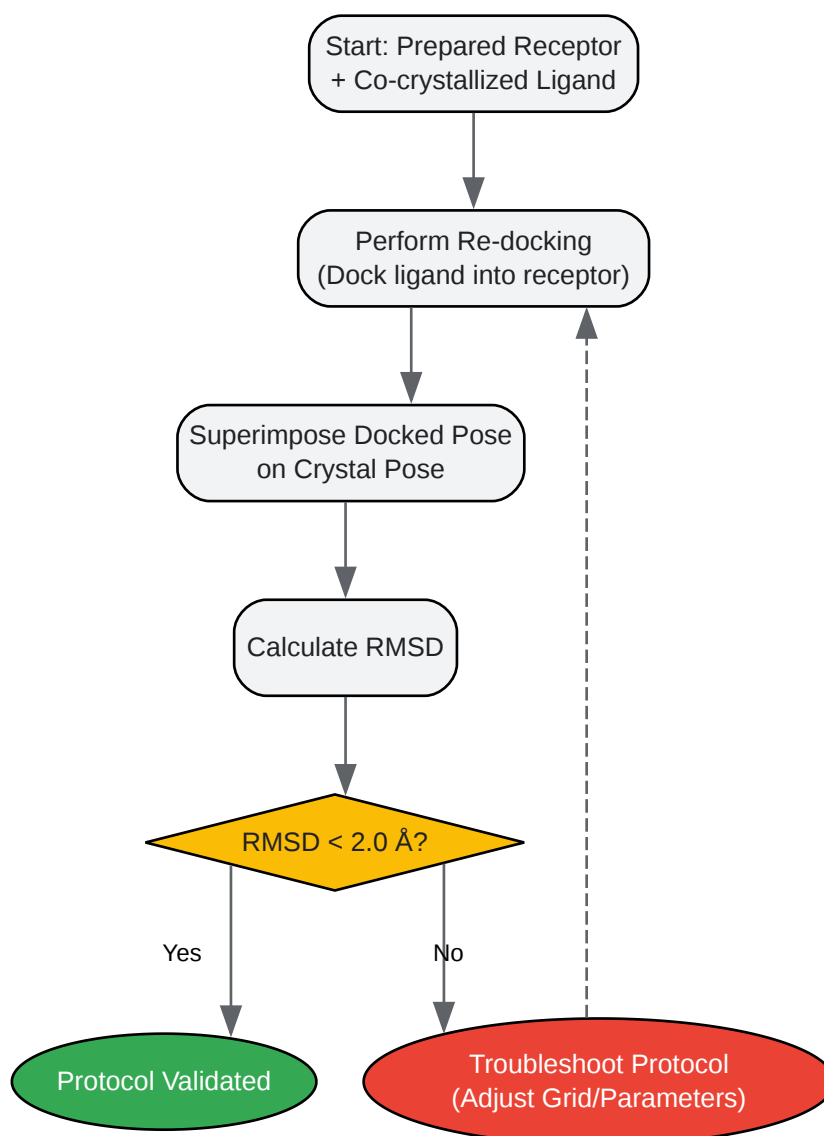 Start: Prepared Receptor
+ Co-crystallized Ligand
Perform Re-docking
(Dock ligand into receptor)
Superimpose Docked Pose
on Crystal Pose
Calculate RMSD
RMSD < 2.0 Å?
Yes
No
Protocol Validated
Troubleshoot Protocol
(Adjust Grid/Parameters)